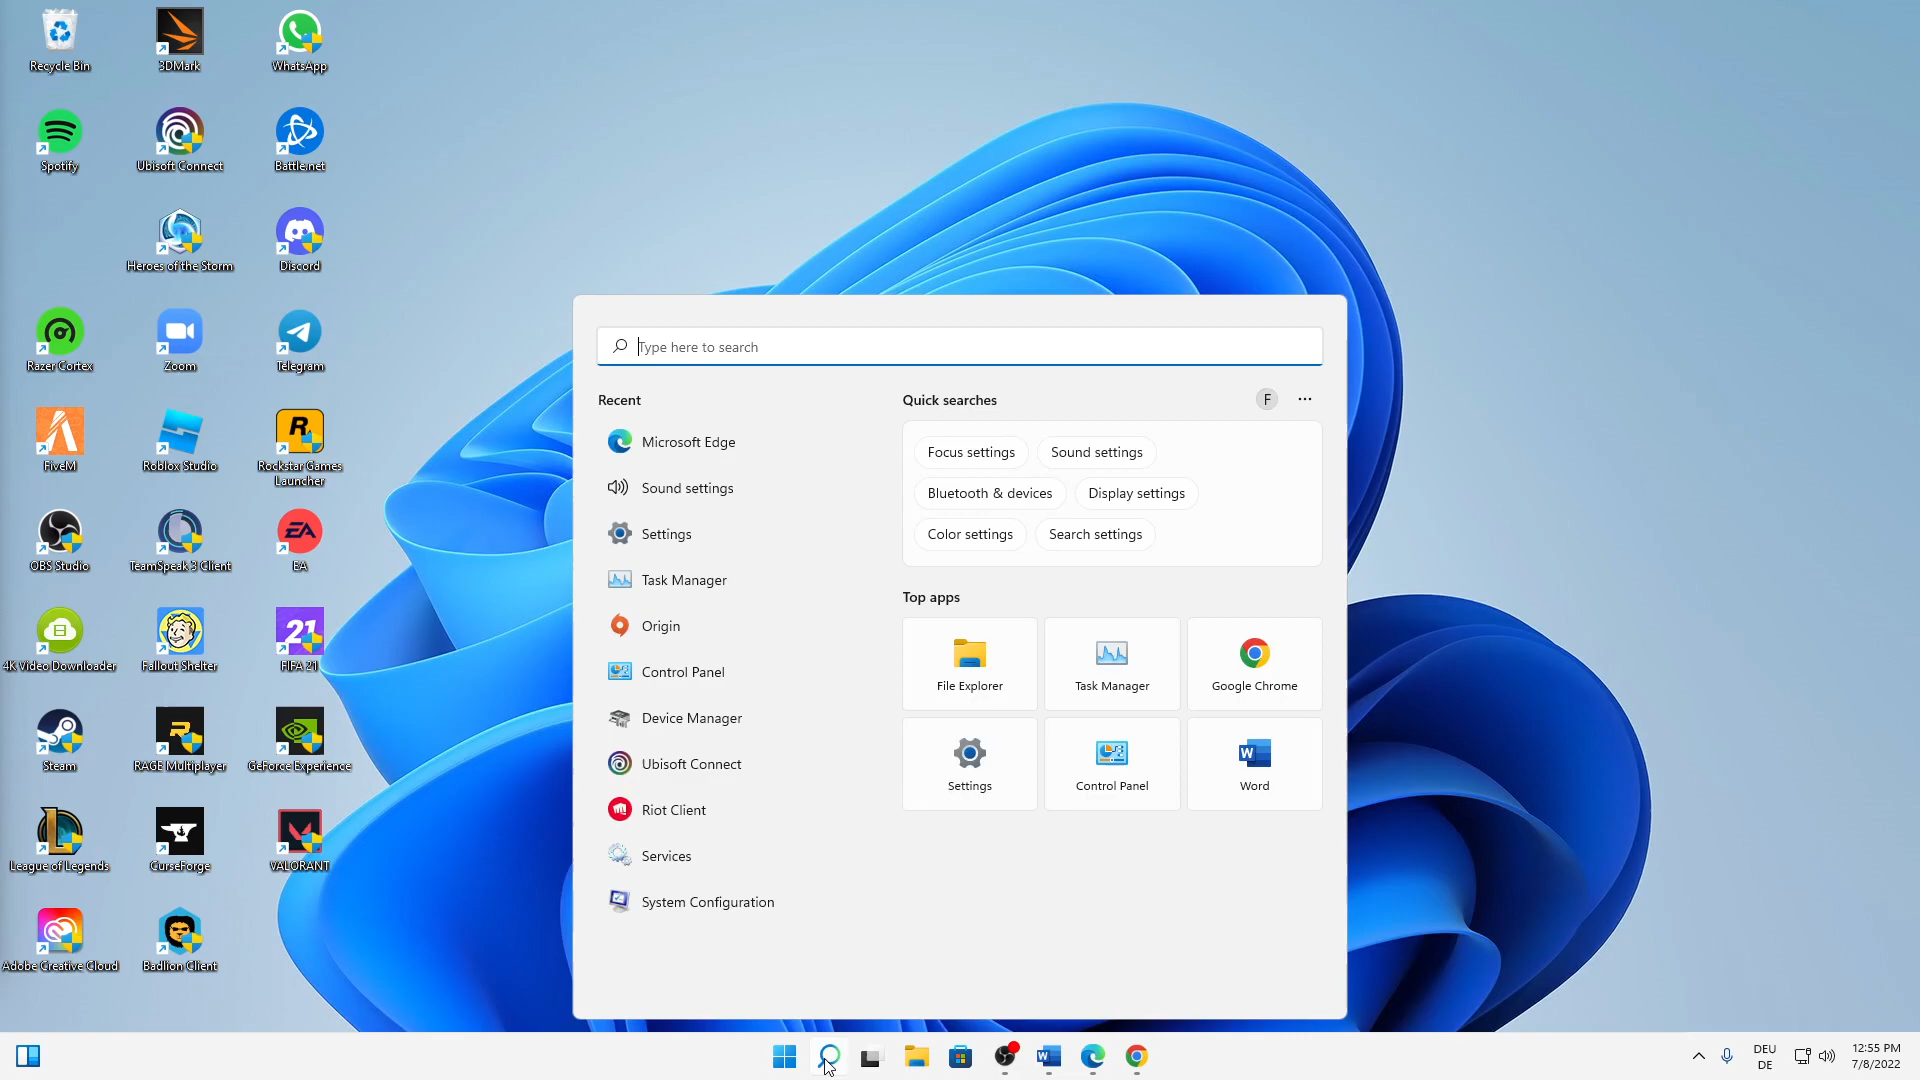 Recycle Bin
3DMark
WhatsApp
Spotify
Ubisoft Connect
Battle.net
Heroes of the Storm
Discord
Razer Cortex
Zoom
Telegram
FiveM
Roblox Studio
Rockstar Games
Launcher
OBS Studio
TeamSpeak 3 Client
EA
4K Video Downloader
Fallout Shelter
21
FIFA 21
Steam
RAGE Multiplayer
GeForce Experience
League of Legends
CurseForge
VALORANT
Adobe Creative Cloud
Badlion Client
Type here to search
Recent
Microsoft Edge
Sound settings
Settings
Task Manager
Origin
Control Panel
Device Manager
Ubisoft Connect
Riot Client
Services
System Configuration
Quick searches
F
Focus settings
Sound settings
Bluetooth & devices
Display settings
Color settings
Search settings
Top apps
File Explorer
Task Manager
Google Chrome
Settings
Control Panel
Word
DEU
DE
12:55 PM
7/8/2022